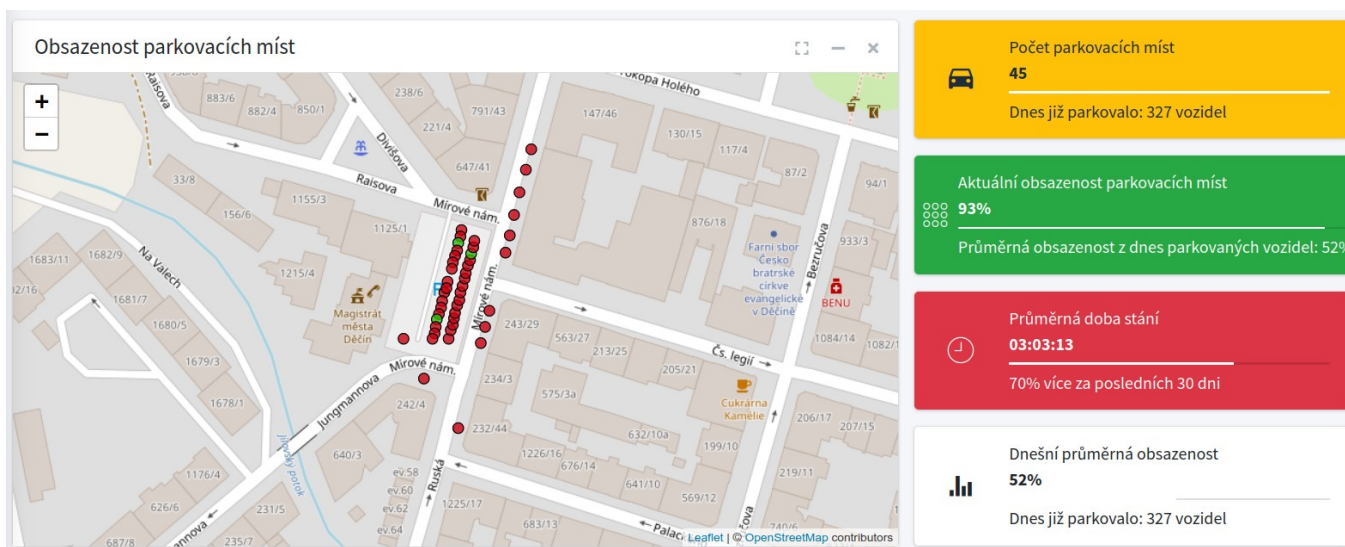 Obsazenost parkovacích míst
+
−
Raisova
883/6
882/4
850/1
238/6
221/4
791/43
147/46
130/15
117/4
87/2
94/1
Divišova
647/41
Raisova
33/8
156/6
1155/3
1125/1
Mírové nám.
876/18
Farní sbor
Česko
bratrské
církve
evangelické
v Děčíně
933/3
Bezručova
BENU
1683/11
1682/9
Na Valech
1681/7
1680/5
1679/3
1678/1
1215/4
Magistrát
města
Děčín
Mírové nám.
243/29
563/27
213/25
205/21
Čs. legií
1084/14
Mírové nám.
Jungmannova
234/3
575/3a
Cukrárna
Kamélie
242/4
232/44
632/10a
199/10
206/17
207/15
Jílovský potok
640/3
1226/16
676/14
641/10
569/12
219/11
1176/4
626/6
231/5
687/8
235/7
ev.58
ev.60
ev.62
ev.64
Ruská
1225/17
683/13
Leaflet | © OpenStreetMap contributors
Počet parkovacích míst
45
Dnes již parkovalo: 327 vozidel
Aktuální obsazenost parkovacích míst
93%
Průměrná obsazenost z dnes parkovaných vozidel: 52%
Průměrná doba stání
03:03:13
70% více za posledních 30 dni
Dnešní průměrná obsazenost
52%
Dnes již parkovalo: 327 vozidel